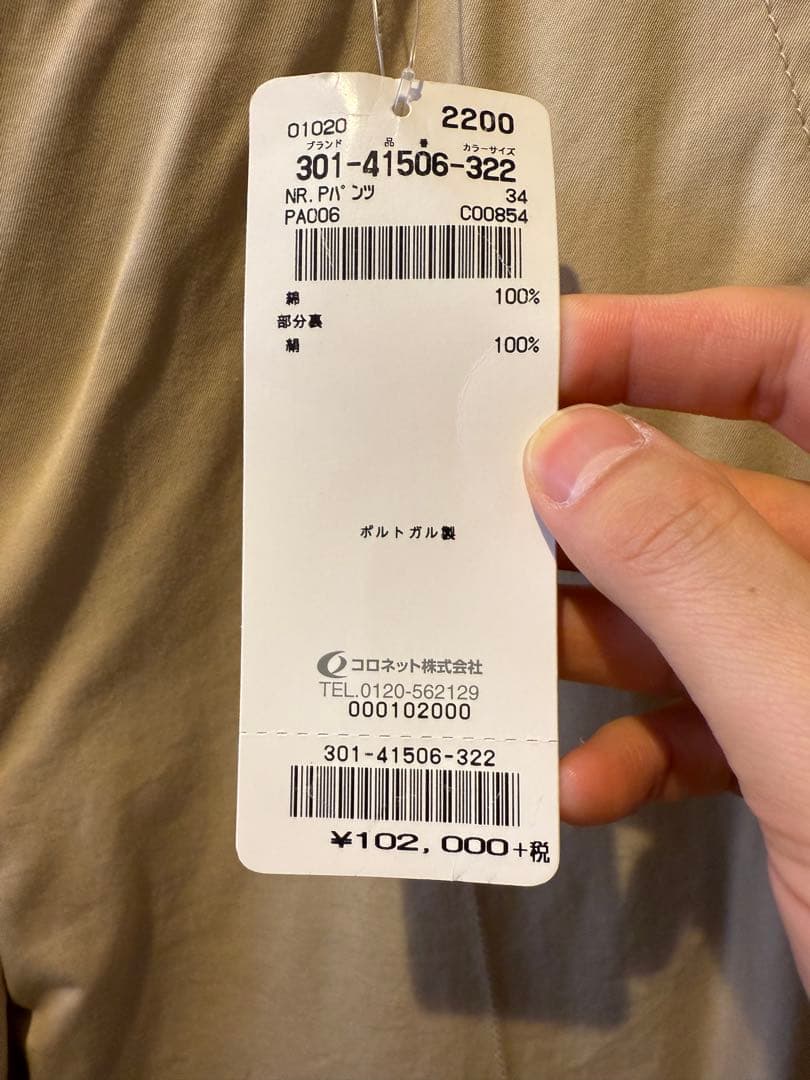 01020 2200
ブランド 品番 カラーサイズ
301-41506-322
NR.Pパンツ 34
PA006 C00854
綿 100%
部分裏
絹 100%
ポルトガル製
コロネット株式会社
TEL.0120-562129
000102000
301-41506-322
¥102,000+税